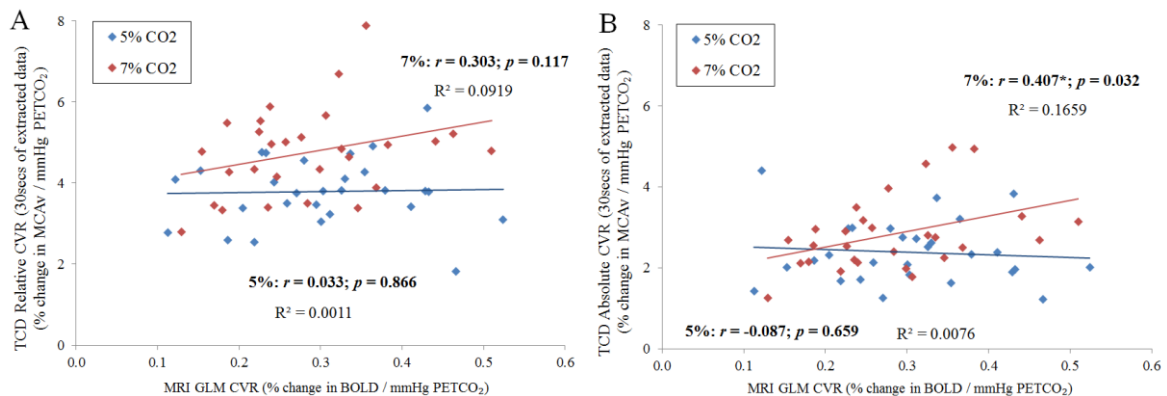 A
TCD Relative CVR (30secs of extracted data)
(% change in MCAv / mmHg PETCO₂)
8
6
4
2
0
5% CO2
7% CO2
7%: r = 0.303; p = 0.117
R² = 0.0919
5%: r = 0.033; p = 0.866
R² = 0.0011
0.0 0.1 0.2 0.3 0.4 0.5 0.6
MRI GLM CVR (% change in BOLD / mmHg PETCO₂)
B
TCD Absolute CVR (30secs of extracted data)
(% change in MCAv / mmHg PETCO₂)
8
6
4
2
0
5% CO2
7% CO2
7%: r = 0.407*; p = 0.032
R² = 0.1659
5%: r = -0.087; p = 0.659
R² = 0.0076
0.0 0.1 0.2 0.3 0.4 0.5 0.6
MRI GLM CVR (% change in BOLD / mmHg PETCO₂)